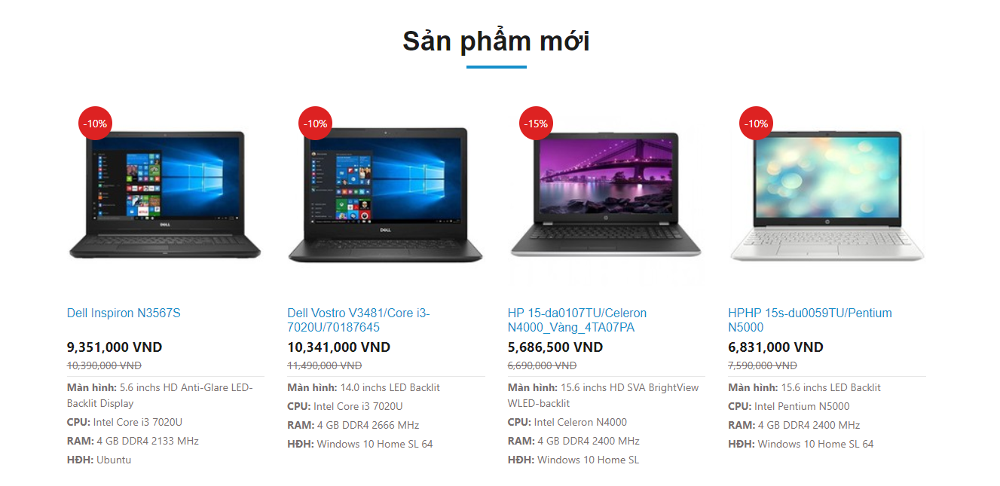 Sản phẩm mới
-10%
-10%
-15%
-10%
DELL
DELL
Dell Inspiron N3567S
9,351,000 VND
10,390,000 VND
Màn hình: 5.6 inchs HD Anti-Glare LED-
Backlit Display
CPU: Intel Core i3 7020U
RAM: 4 GB DDR4 2133 MHz
HĐH: Ubuntu
Dell Vostro V3481/Core i3-
7020U/70187645
10,341,000 VND
11,490,000 VND
Màn hình: 14.0 inchs LED Backlit
CPU: Intel Core i3 7020U
RAM: 4 GB DDR4 2666 MHz
HĐH: Windows 10 Home SL 64
HP 15-da0107TU/Celeron
N4000_Vàng_4TA07PA
5,686,500 VND
6,690,000 VND
Màn hình: 15.6 inchs HD SVA BrightView
WLED-backlit
CPU: Intel Celeron N4000
RAM: 4 GB DDR4 2400 MHz
HĐH: Windows 10 Home SL
HPHP 15s-du0059TU/Pentium
N5000
6,831,000 VND
7,590,000 VND
Màn hình: 15.6 inchs LED Backlit
CPU: Intel Pentium N5000
RAM: 4 GB DDR4 2400 MHz
HĐH: Windows 10 Home SL 64